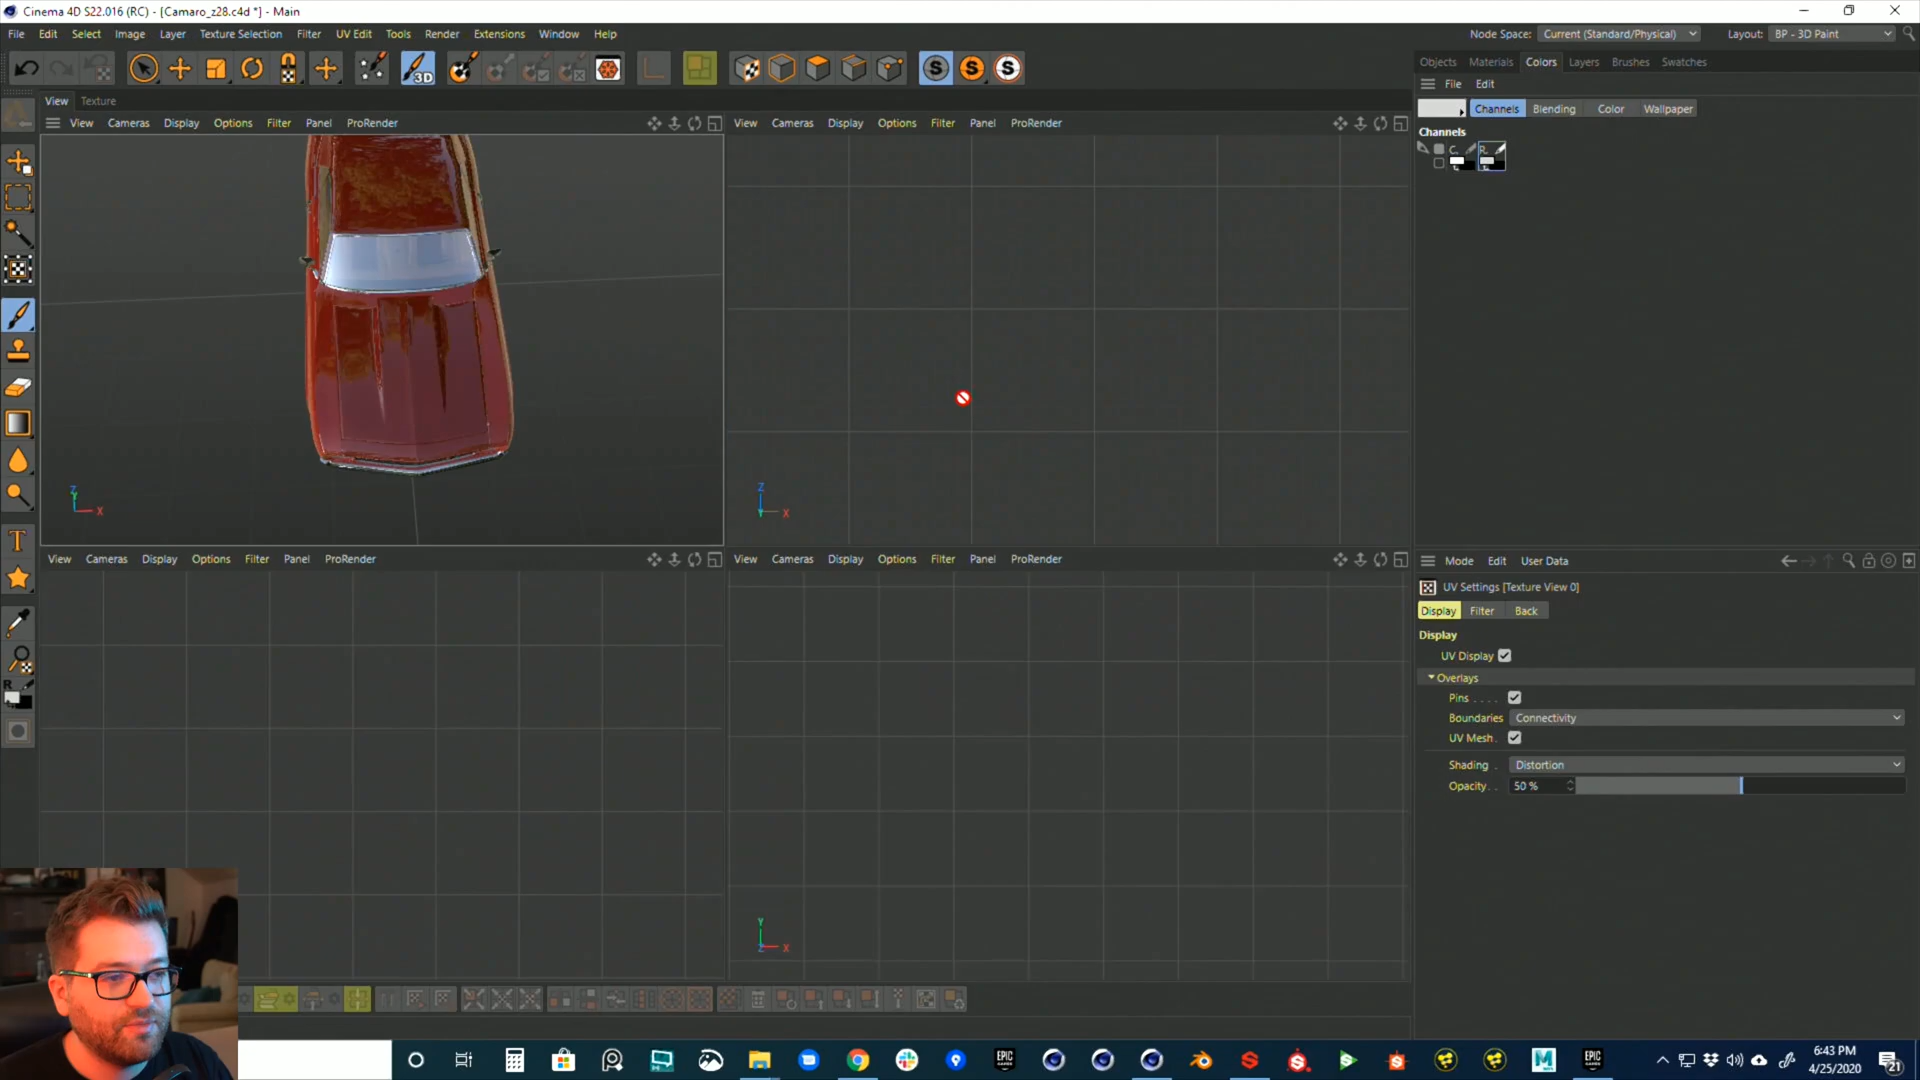 Cinema 4D S22.016 (RC) - [Camaro_z28.c4d *] - Main
File Edit Select Image Layer Texture Selection Filter UV Edit Tools Render Extensions Window Help
Node Space: Current (Standard/Physical) Layout: BP - 3D Paint
3D
Objects Materials Colors Layers Brushes Swatches
File Edit
View Texture
View Cameras Display Options Filter Panel ProRender
View Cameras Display Options Filter Panel ProRender
Channels Blending Color Wallpaper
Channels
C. R.
Z
Y
X
Z
Y
X
View Cameras Display Options Filter Panel ProRender
View Cameras Display Options Filter Panel ProRender
Mode Edit User Data
UV Settings [Texture View 0]
Display Filter Back
Display
UV Display
Overlays
Pins . . . .
Boundaries Connectivity
UV Mesh .
Shading . Distortion
Opacity. . 50 %
R
T
Y
Z
X
EPIC GAMES
EPIC GAMES
6:43 PM
4/25/2020
21